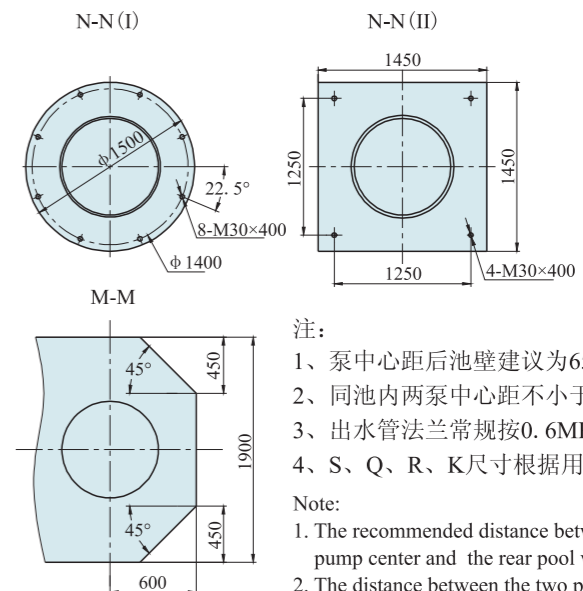 N-N(I)
N-N(II)
φ1500
22.5°
8-M30×400
φ1400
1450
1250
1450
1250
4-M30×400
M-M
45°
450
1900
45°
450
600
注:
1、泵中心距后池壁建议为6
2、同池内两泵中心距不小于
3、出水管法兰常规按0.6M
4、S、Q、R、K尺寸根据用
Note:
1. The recommended distance
pump center and the rear pool
2. The distance between the two